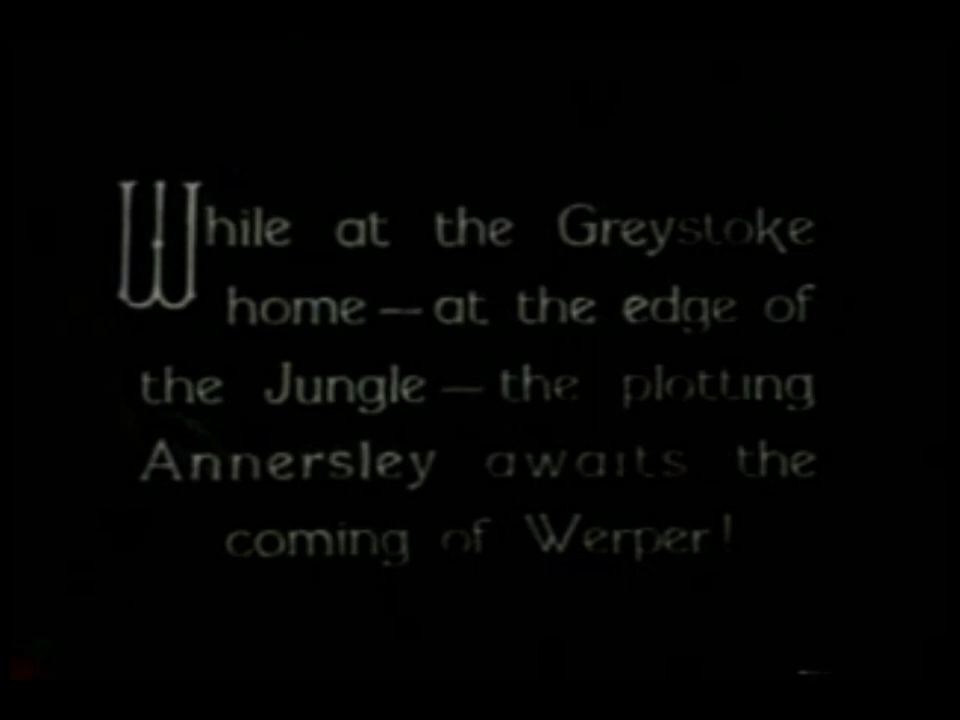 While at the Greystoke
home — at the edge of
the Jungle — the plotting
Annersley awaits the
coming of Werper!